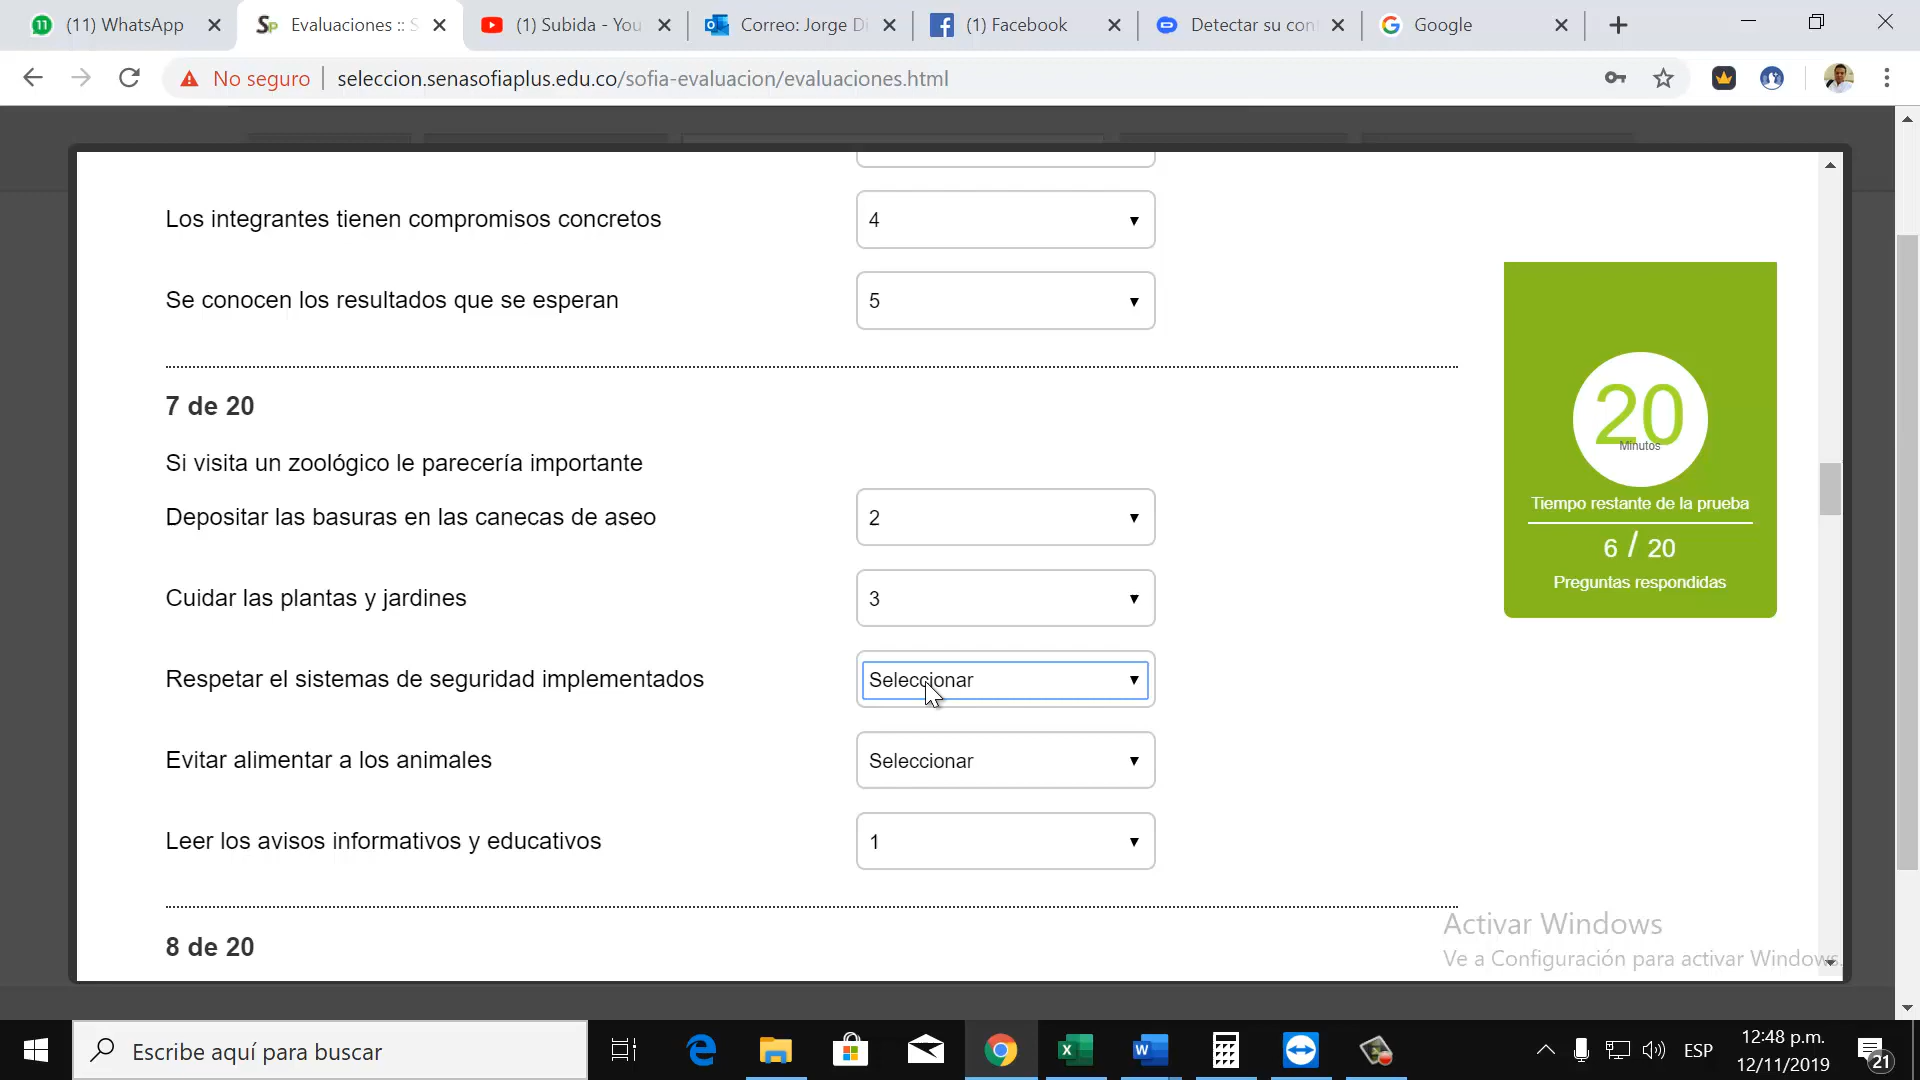 (11) WhatsApp
Sp Evaluaciones :: S
(1) Subida - You
Correo: Jorge Di
(1) Facebook
Detectar su con
Google
No seguro
seleccion.senasofiaplus.edu.co/sofia-evaluacion/evaluaciones.html
Los integrantes tienen compromisos concretos
4
Se conocen los resultados que se esperan
5
7 de 20
Si visita un zoológico le parecería importante
Depositar las basuras en las canecas de aseo
2
Cuidar las plantas y jardines
3
Respetar el sistemas de seguridad implementados
Seleccionar
Evitar alimentar a los animales
Seleccionar
Leer los avisos informativos y educativos
1
8 de 20
20
Minutos
Tiempo restante de la prueba
6 / 20
Preguntas respondidas
Activar Windows
Ve a Configuración para activar Windows.
Escribe aquí para buscar
ESP
12:48 p.m.
12/11/2019
21